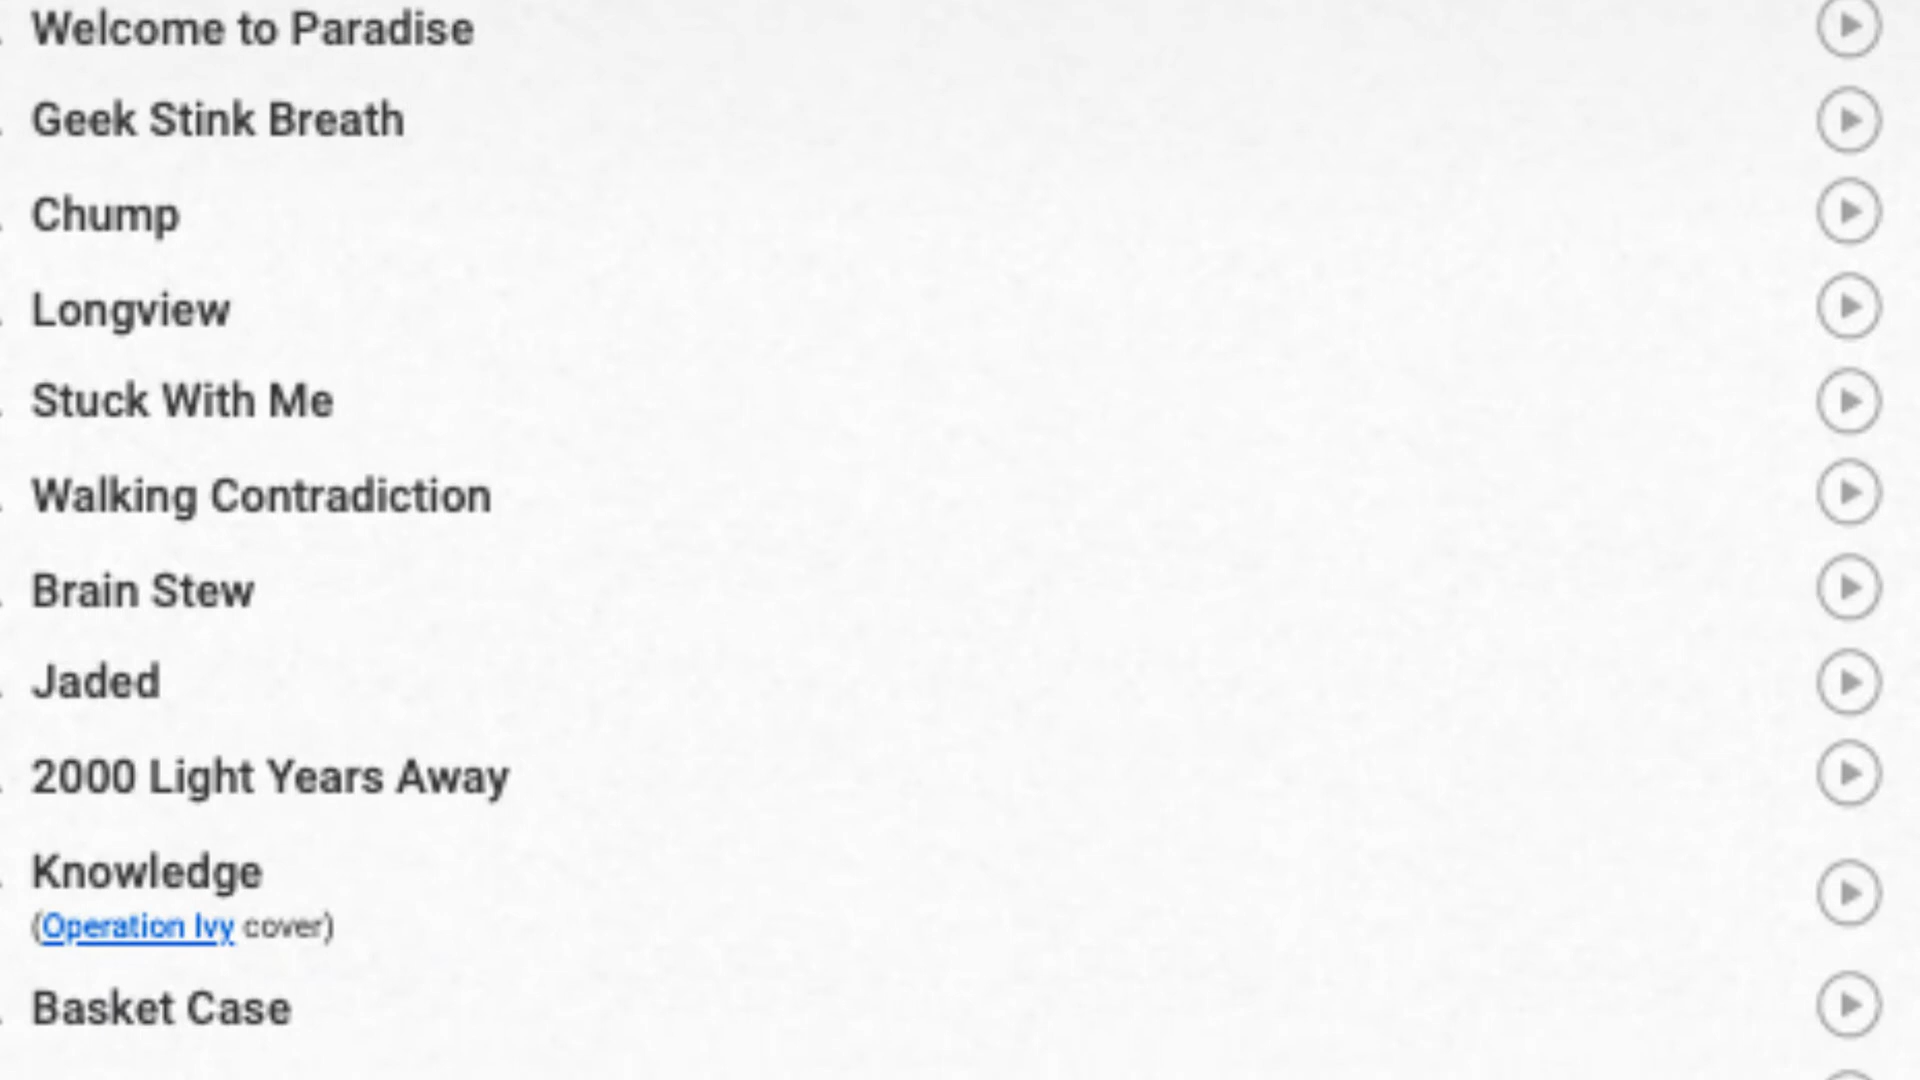 . Welcome to Paradise
. Geek Stink Breath
. Chump
. Longview
. Stuck With Me
. Walking Contradiction
. Brain Stew
. Jaded
. 2000 Light Years Away
. Knowledge
(Operation Ivy cover)
. Basket Case